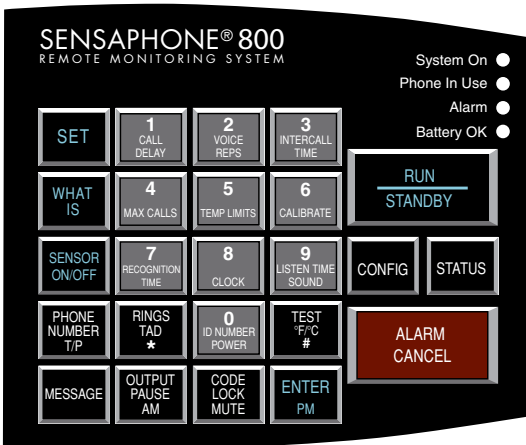 SENSAPHONE® 800
REMOTE MONITORING SYSTEM
System On
Phone In Use
Alarm
Battery OK
SET
1
CALL
DELAY
2
VOICE
REPS
3
INTERCALL
TIME
RUN
STANDBY
WHAT
IS
4
MAX CALLS
5
TEMP LIMITS
6
CALIBRATE
SENSOR
ON/OFF
7
RECOGNITION
TIME
8
CLOCK
9
LISTEN TIME
SOUND
CONFIG
STATUS
PHONE
NUMBER
T/P
RINGS
TAD
*
0
ID NUMBER
POWER
TEST
°F/°C
#
ALARM
CANCEL
MESSAGE
OUTPUT
PAUSE
AM
CODE
LOCK
MUTE
ENTER
PM